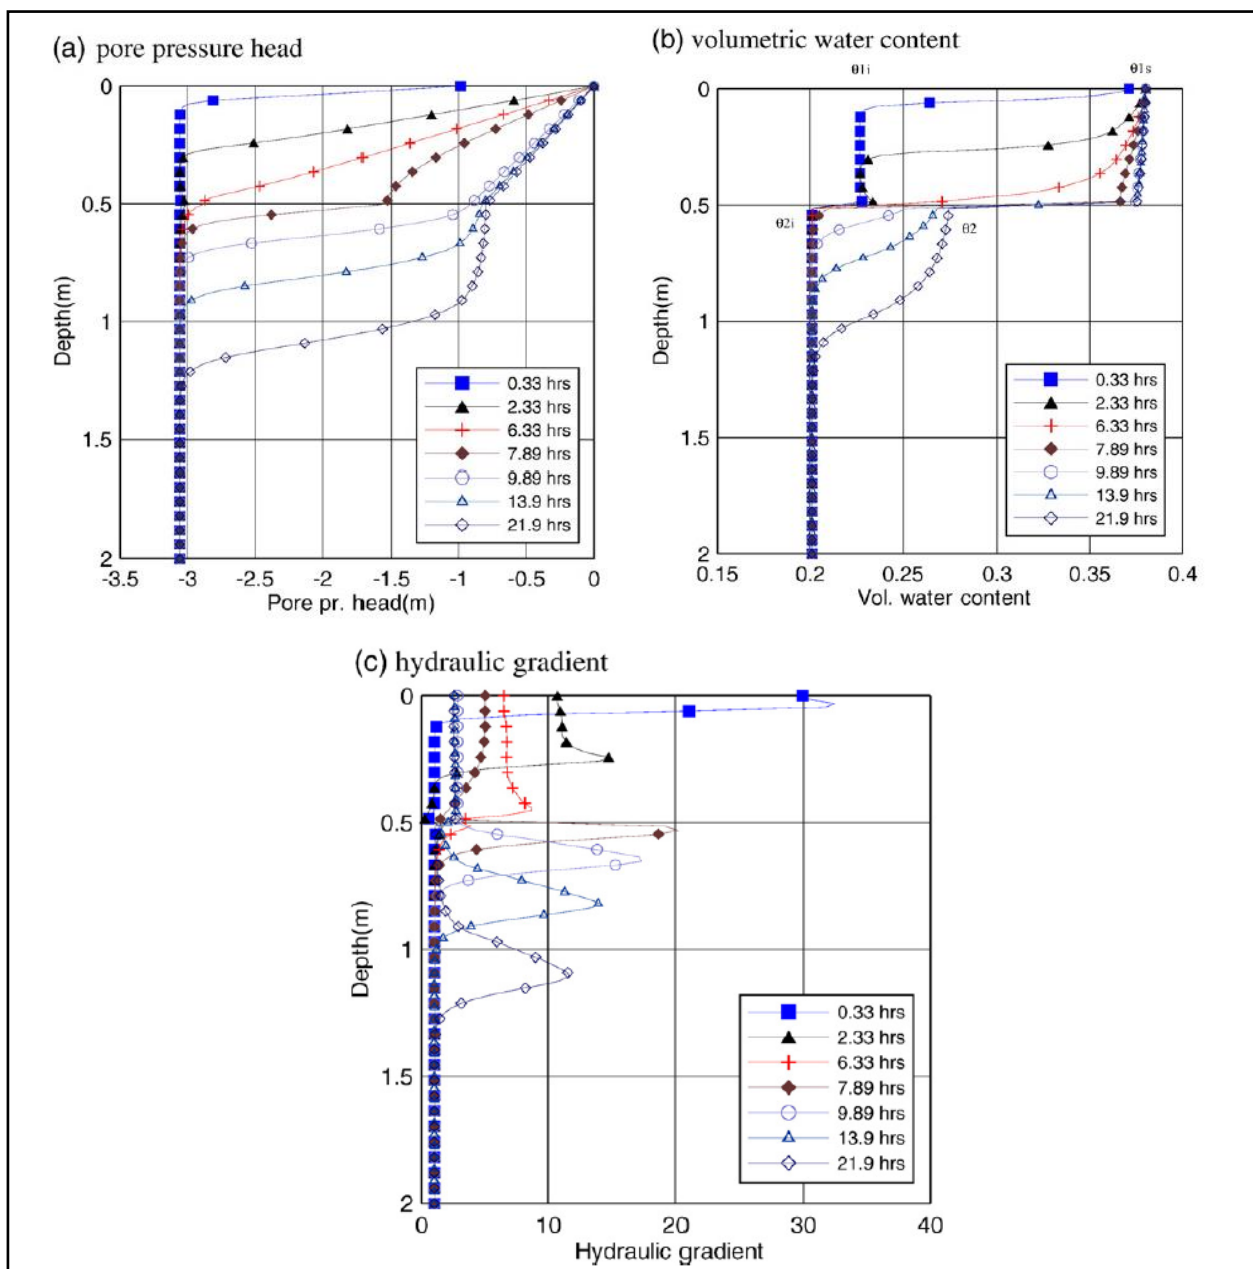 (a) pore pressure head
0
0.5
1
1.5
2
Depth(m)
-3.5 -3 -2.5 -2 -1.5 -1 -0.5 0
Pore pr. head(m)
0.33 hrs
2.33 hrs
6.33 hrs
7.89 hrs
9.89 hrs
13.9 hrs
21.9 hrs
(b) volumetric water content
θ1i θ1s
0
0.5
1
1.5
2
θ2i θ2
Depth(m)
0.15 0.2 0.25 0.3 0.35 0.4
Vol. water content
0.33 hrs
2.33 hrs
6.33 hrs
7.89 hrs
9.89 hrs
13.9 hrs
21.9 hrs
(c) hydraulic gradient
0
0.5
1
1.5
2
Depth(m)
0 10 20 30 40
Hydraulic gradient
0.33 hrs
2.33 hrs
6.33 hrs
7.89 hrs
9.89 hrs
13.9 hrs
21.9 hrs